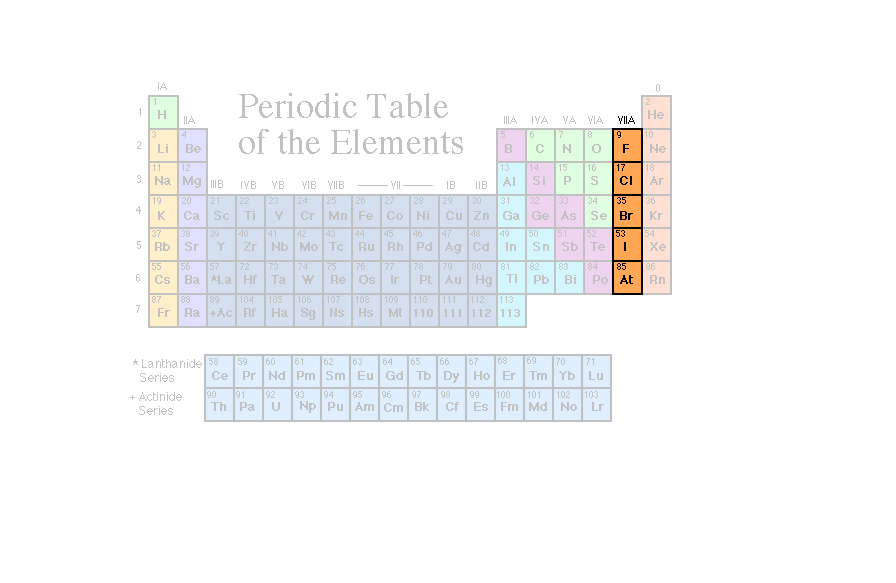 IA
0
1
1
H
Periodic Table
of the Elements
2
He
IIA
IIIA IVA VA VIA VIIA
2
3 4 5 6 7 8 9 10
Li Be B C N O F Ne
3
11 12 13 14 15 16 17 18
Na Mg Al Si P S Cl Ar
IIIB IVB VB VIB VIIB VII IB IIB
4
19 20 21 22 23 24 25 26 27 28 29 30 31 32 33 34 35 36
K Ca Sc Ti V Cr Mn Fe Co Ni Cu Zn Ga Ge As Se Br Kr
5
37 38 39 40 41 42 43 44 45 46 47 48 49 50 51 52 53 54
Rb Sr Y Zr Nb Mo Tc Ru Rh Pd Ag Cd In Sn Sb Te I Xe
6
55 56 57 72 73 74 75 76 77 78 79 80 81 82 83 84 85 86
Cs Ba *La Hf Ta W Re Os Ir Pt Au Hg Tl Pb Bi Po At Rn
7
87 88 89 104 105 106 107 108 109 110 111 112 113
Fr Ra +Ac Rf Ha Sg Ns Hs Mt 110 111 112 113
* Lanthanide
Series
58 59 60 61 62 63 64 65 66 67 68 69 70 71
Ce Pr Nd Pm Sm Eu Gd Tb Dy Ho Er Tm Yb Lu
+ Actinide
Series
90 91 92 93 94 95 96 97 98 99 100 101 102 103
Th Pa U Np Pu Am Cm Bk Cf Es Fm Md No Lr